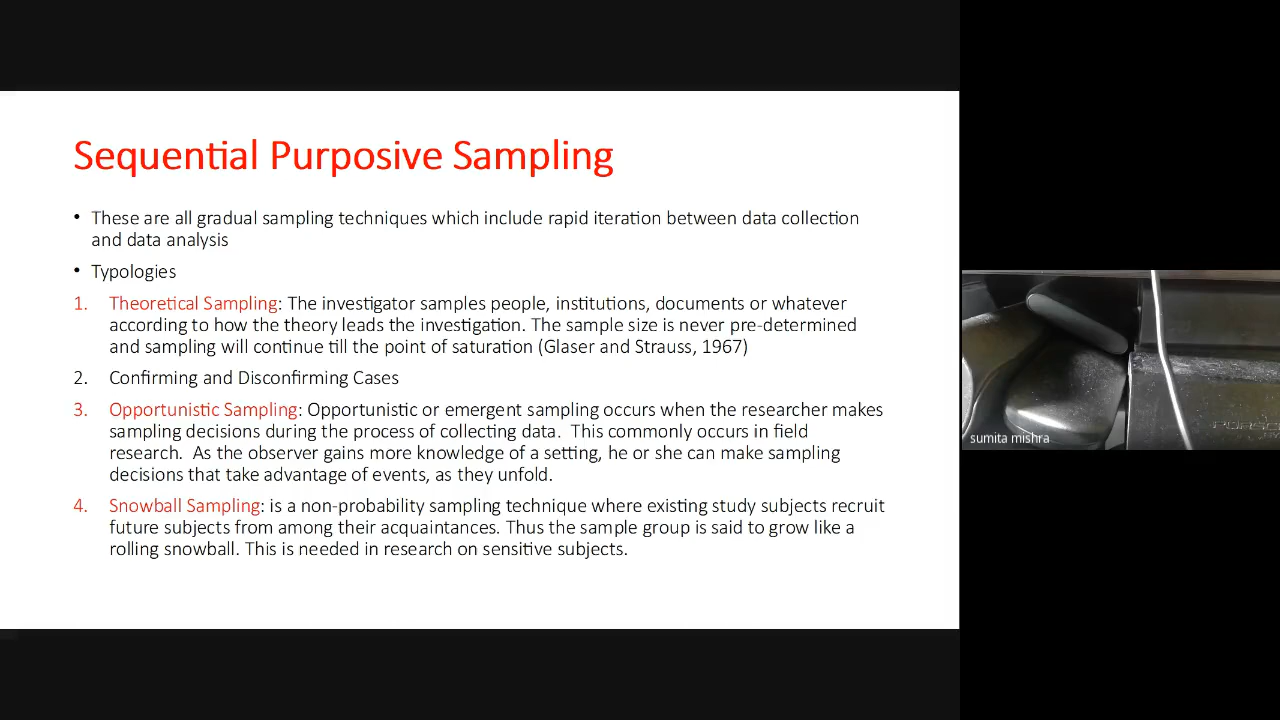 Sequential Purposive Sampling
• These are all gradual sampling techniques which include rapid iteration between data collection
and data analysis
• Typologies
1. Theoretical Sampling: The investigator samples people, institutions, documents or whatever
according to how the theory leads the investigation. The sample size is never pre-determined
and sampling will continue till the point of saturation (Glaser and Strauss, 1967)
2. Confirming and Disconfirming Cases
3. Opportunistic Sampling: Opportunistic or emergent sampling occurs when the researcher makes
sampling decisions during the process of collecting data.  This commonly occurs in field
research.  As the observer gains more knowledge of a setting, he or she can make sampling
decisions that take advantage of events, as they unfold.
4. Snowball Sampling: is a non-probability sampling technique where existing study subjects recruit
future subjects from among their acquaintances. Thus the sample group is said to grow like a
rolling snowball. This is needed in research on sensitive subjects.
sumita mishra